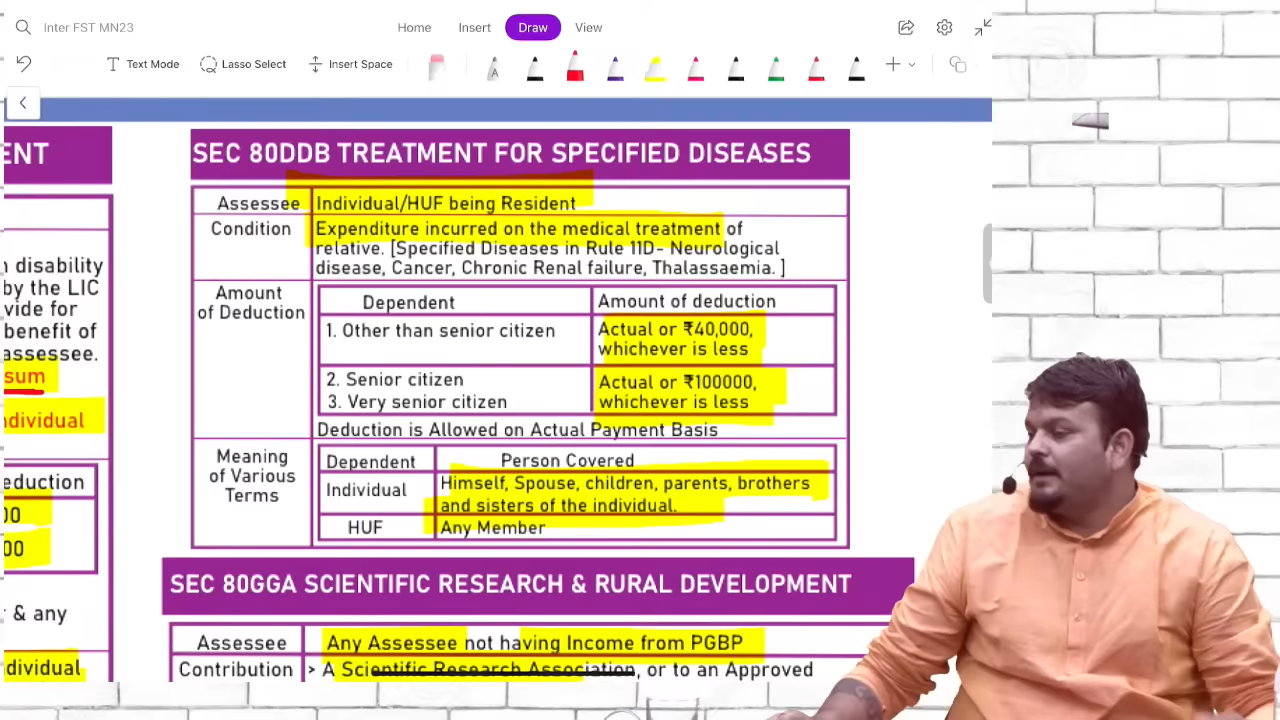 Inter FST MN23
Home Insert Draw View
Text Mode Lasso Select Insert Space
ENT
disability
by the LIC
vide for
benefit of
assessee.
sum
ndividual
eduction
00
00
r & any
dividual
SEC 80DDB TREATMENT FOR SPECIFIED DISEASES
Assessee Individual/HUF being Resident
Condition Expenditure incurred on the medical treatment of
relative. [Specified Diseases in Rule 11D- Neurological
disease, Cancer, Chronic Renal failure, Thalassaemia. ]
Amount
of Deduction
Dependent Amount of deduction
1. Other than senior citizen Actual or ₹40,000,
whichever is less
2. Senior citizen Actual or ₹100000,
3. Very senior citizen whichever is less
Deduction is Allowed on Actual Payment Basis
Meaning
of Various
Terms
Dependent Person Covered
Individual Himself, Spouse, children, parents, brothers
and sisters of the individual.
HUF Any Member
SEC 80GGA SCIENTIFIC RESEARCH & RURAL DEVELOPMENT
Assessee Any Assessee not having Income from PGBP
Contribution > A Scientific Research Association, or to an Approved